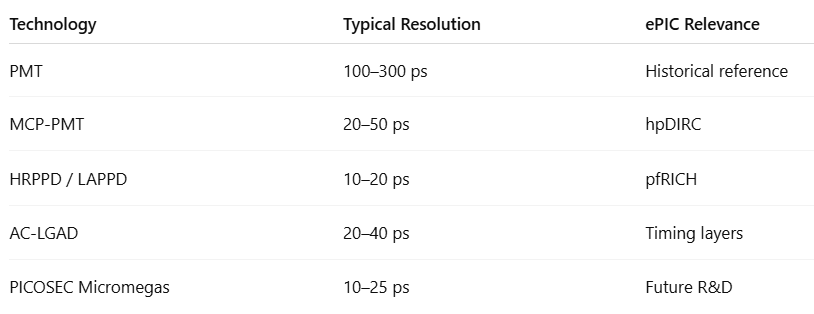 Technology Typical Resolution ePIC Relevance
PMT 100–300 ps Historical reference
MCP-PMT 20–50 ps hpDIRC
HRPPD / LAPPD 10–20 ps pfRICH
AC-LGAD 20–40 ps Timing layers
PICOSEC Micromegas 10–25 ps Future R&D